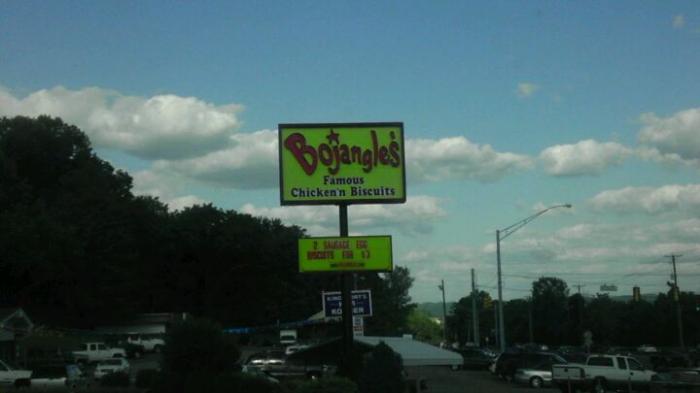 Bojangles
Famous
Chicken'n Biscuits
2 SAUSAGE EGG
BISCUITS FOR $3